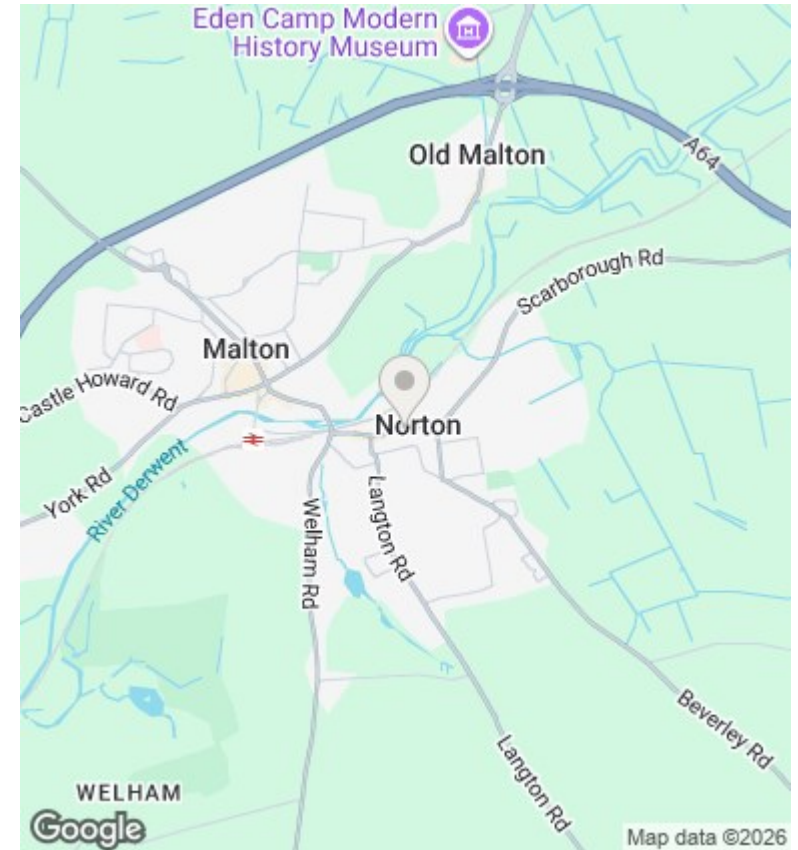 Eden Camp Modern
History Museum
Old Malton
A64
Scarborough Rd
Malton
Castle Howard Rd
Norton
York Rd
River Derwent
Langton Rd
Welham Rd
Beverley Rd
Langton Rd
WELHAM
Google
Map data ©2026